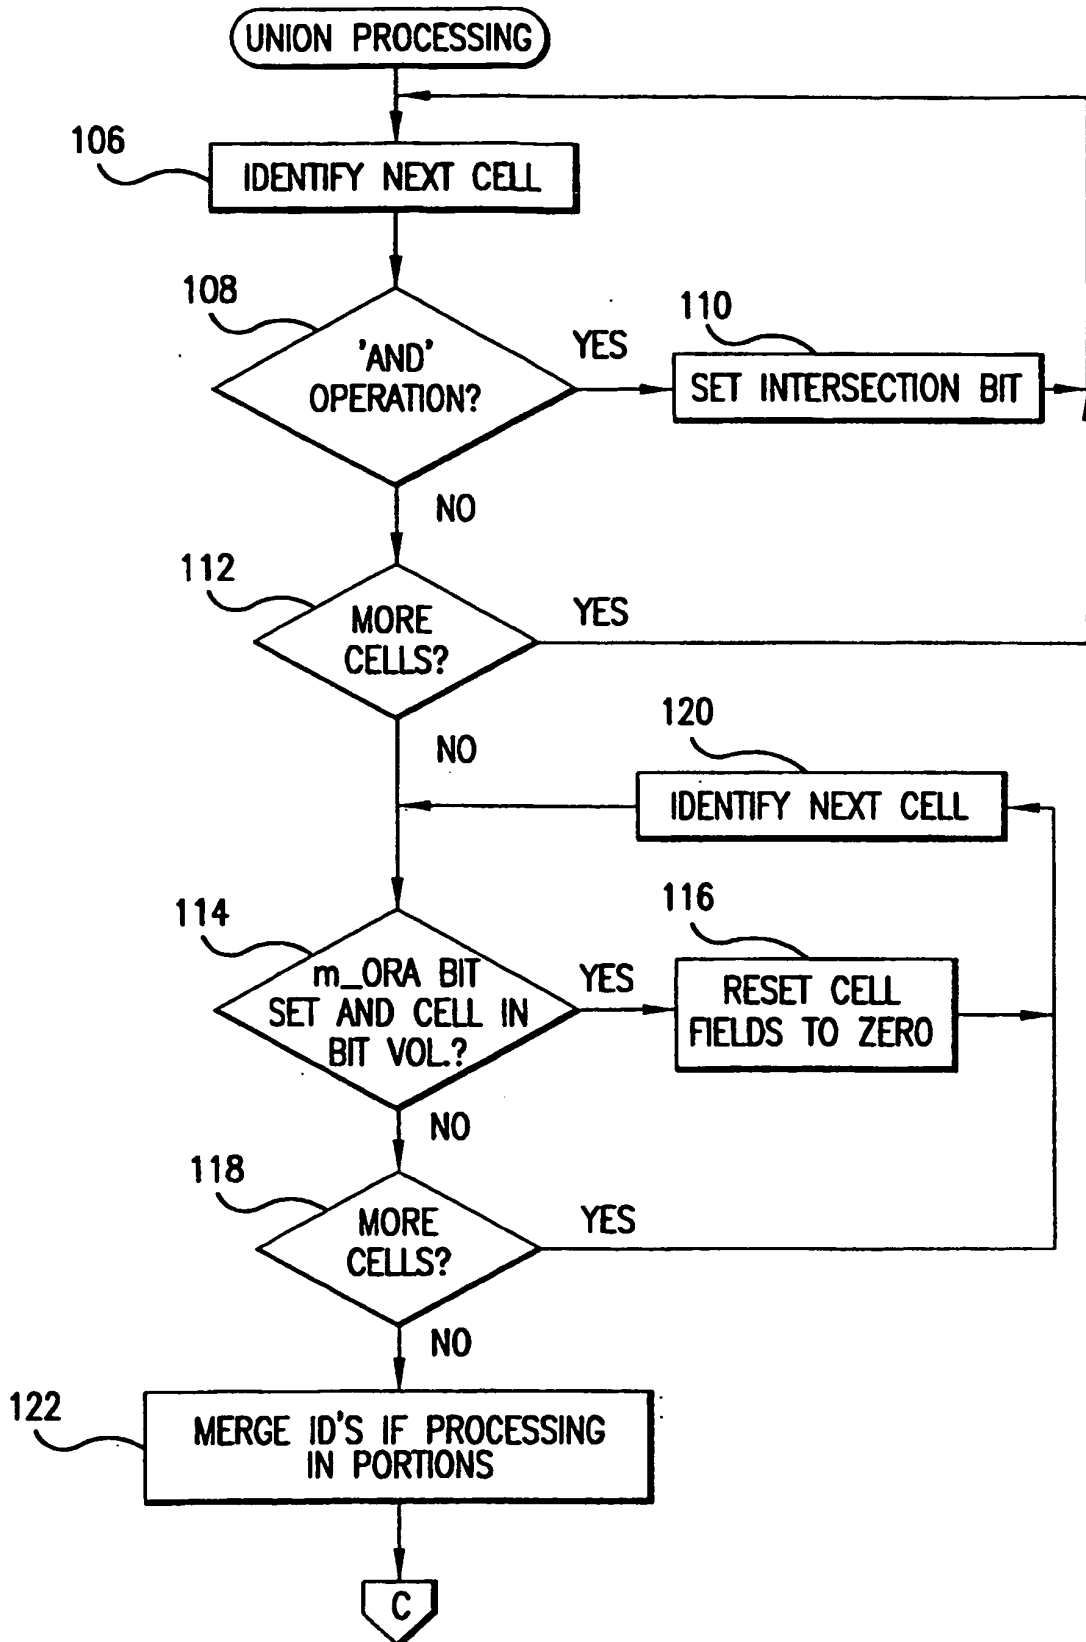 UNION PROCESSING
106
IDENTIFY NEXT CELL
108
'AND'
OPERATION?
YES
110
SET INTERSECTION BIT
NO
112
MORE
CELLS?
YES
NO
120
IDENTIFY NEXT CELL
114
m_ORA BIT
SET AND CELL IN
BIT VOL.?
YES
116
RESET CELL
FIELDS TO ZERO
NO
118
MORE
CELLS?
YES
NO
122
MERGE ID'S IF PROCESSING
IN PORTIONS
C